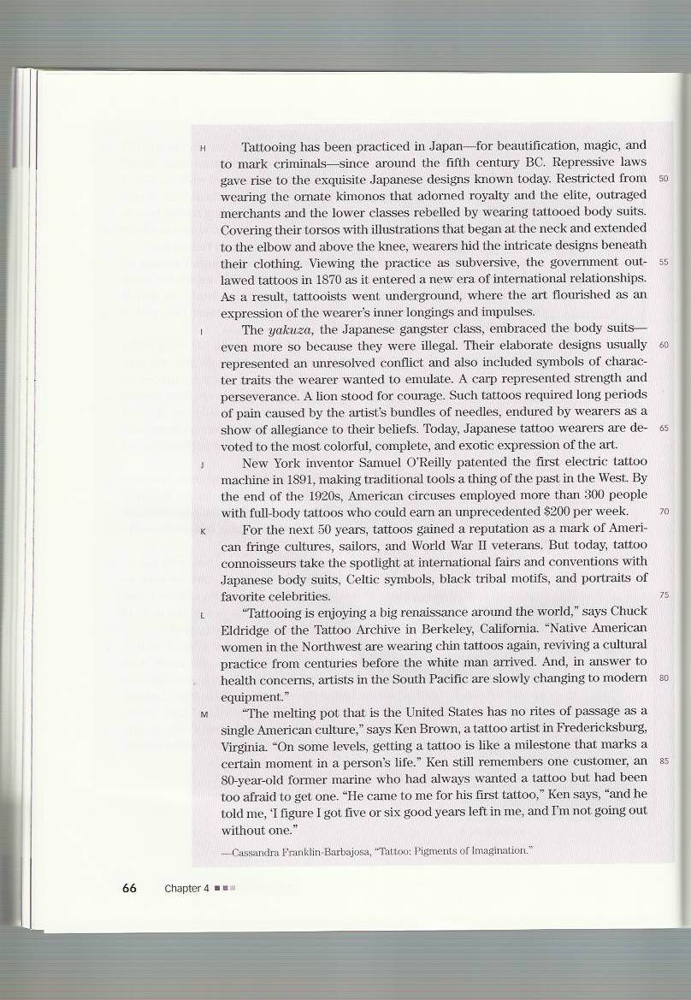 H Tattooing has been practiced in Japan—for beautification, magic, and
to mark criminals—since around the fifth century BC. Repressive laws
gave rise to the exquisite Japanese designs known today. Restricted from 50
wearing the ornate kimonos that adorned royalty and the elite, outraged
merchants and the lower classes rebelled by wearing tattooed body suits.
Covering their torsos with illustrations that began at the neck and extended
to the elbow and above the knee, wearers hid the intricate designs beneath
their clothing. Viewing the practice as subversive, the government out- 55
lawed tattoos in 1870 as it entered a new era of international relationships.
As a result, tattooists went underground, where the art flourished as an
expression of the wearer's inner longings and impulses.
I The yakuza, the Japanese gangster class, embraced the body suits—
even more so because they were illegal. Their elaborate designs usually 60
represented an unresolved conflict and also included symbols of charac-
ter traits the wearer wanted to emulate. A carp represented strength and
perseverance. A lion stood for courage. Such tattoos required long periods
of pain caused by the artist's bundles of needles, endured by wearers as a
show of allegiance to their beliefs. Today, Japanese tattoo wearers are de- 65
voted to the most colorful, complete, and exotic expression of the art.
J New York inventor Samuel O'Reilly patented the first electric tattoo
machine in 1891, making traditional tools a thing of the past in the West. By
the end of the 1920s, American circuses employed more than 300 people
with full-body tattoos who could earn an unprecedented $200 per week. 70
K For the next 50 years, tattoos gained a reputation as a mark of Ameri-
can fringe cultures, sailors, and World War II veterans. But today, tattoo
connoisseurs take the spotlight at international fairs and conventions with
Japanese body suits, Celtic symbols, black tribal motifs, and portraits of
favorite celebrities. 75
L "Tattooing is enjoying a big renaissance around the world," says Chuck
Eldridge of the Tattoo Archive in Berkeley, California. "Native American
women in the Northwest are wearing chin tattoos again, reviving a cultural
practice from centuries before the white man arrived. And, in answer to
health concerns, artists in the South Pacific are slowly changing to modern 80
equipment."
M "The melting pot that is the United States has no rites of passage as a
single American culture," says Ken Brown, a tattoo artist in Fredericksburg,
Virginia. "On some levels, getting a tattoo is like a milestone that marks a
certain moment in a person's life." Ken still remembers one customer, an 85
80-year-old former marine who had always wanted a tattoo but had been
too afraid to get one. "He came to me for his first tattoo," Ken says, "and he
told me, 'I figure I got five or six good years left in me, and I'm not going out
without one."
—Cassandra Franklin-Barbajosa, "Tattoo: Pigments of Imagination."
66 Chapter 4